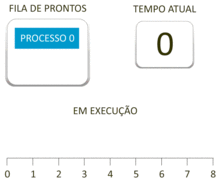 FILA DE PRONTOS
TEMPO ATUAL
PROCESSO 0
0
EM EXECUÇÃO
0 1 2 3 4 5 6 7 8